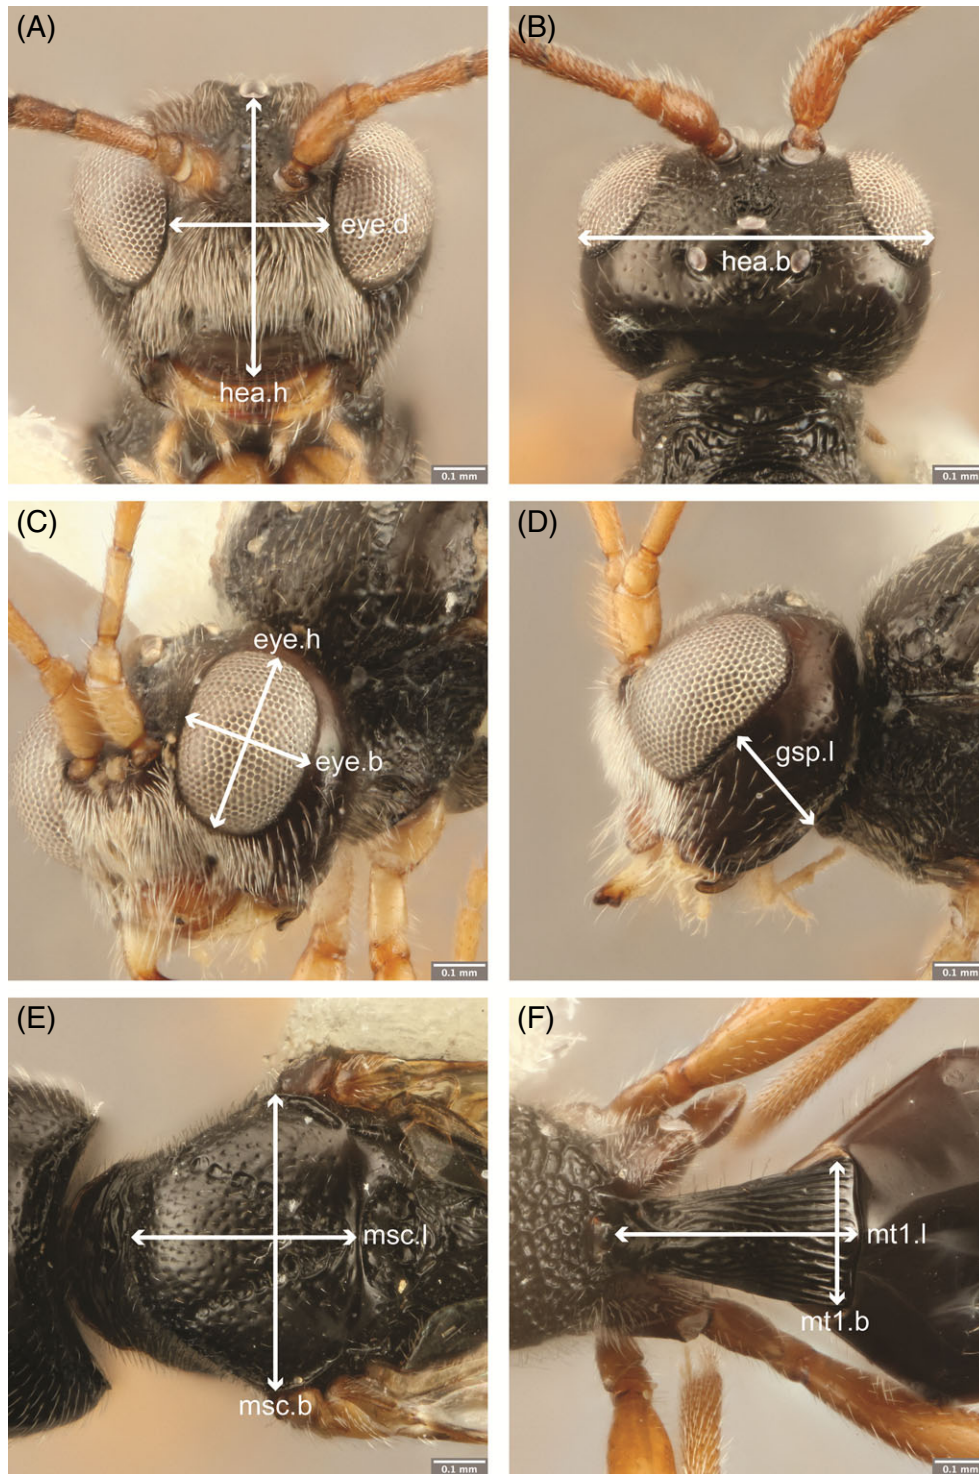 (A)
eye.d
hea.h
0.1 mm
(B)
hea.b
0.1 mm
(C)
eye.h
eye.b
0.1 mm
(D)
gsp.l
0.1 mm
(E)
msc.l
msc.b
0.1 mm
(F)
mt1.l
mt1.b
0.1 mm